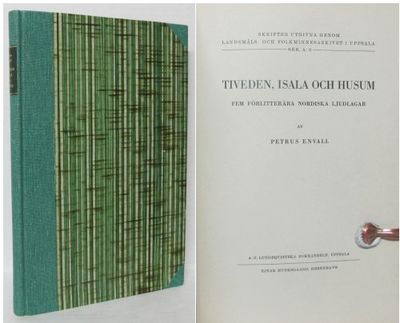 SKRIFTER UTGIVNA GENOM
LANDSMÅLS- OCH FOLKMINNESARKIVET I UPPSALA
SER. A:
TIVEDEN, ISALA OCH HUSUM
FEM FÖRLITTERÄRA NORDISKA LJUDLAGAR
AV
PETRUS ENVALL
A.-B. LUNDEQUISTSKA BOKHANDELN, UPPSALA
EJNAR MUNKSGAARD, KØBENHAVN